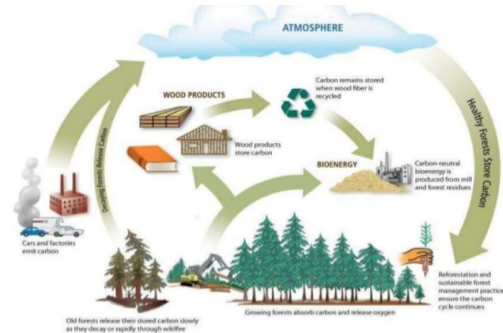 ATMOSPHERE
WOOD PRODUCTS
Carbon remains stored
when wood fiber is
recycled
Wood products
store carbon
BIOENERGY
Carbon-neutral
bioenergy is
produced from mill
and forest residues
Decaying Forests Release Carbon
Healthy Forests Store Carbon
Cars and factories
emit carbon
Old forests release their stored carbon slowly
as they decay or rapidly through wildfire
Growing forests absorb carbon and release oxygen
Reforestation and
sustainable forest
management practice
ensure the carbon
cycle continues